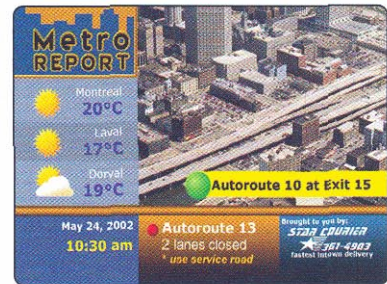 Metro
REPORT
Montreal
20°C
Laval
17°C
Dorval
19°C
Autoroute 10 at Exit 15
May 24, 2002
10:30 am
Autoroute 13
2 lanes closed
* use service road
Brought to you by:
STAR COURIER
361-4903
fastest intown delivery